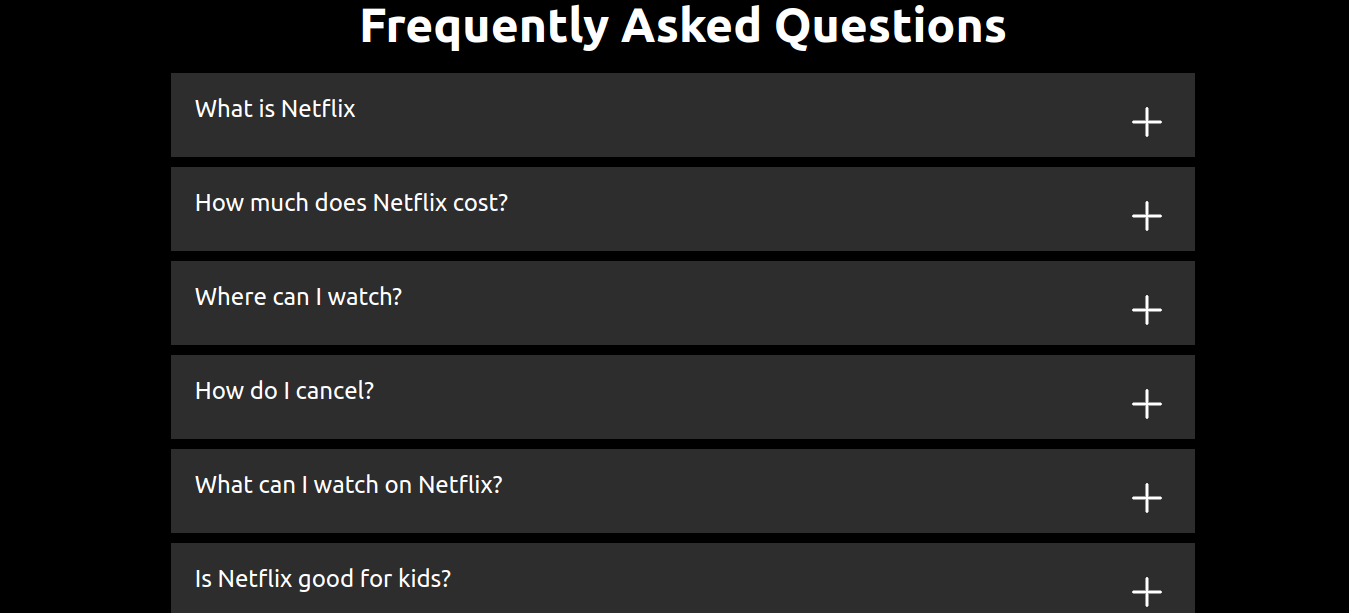 Frequently Asked Questions
What is Netflix
How much does Netflix cost?
Where can I watch?
How do I cancel?
What can I watch on Netflix?
Is Netflix good for kids?